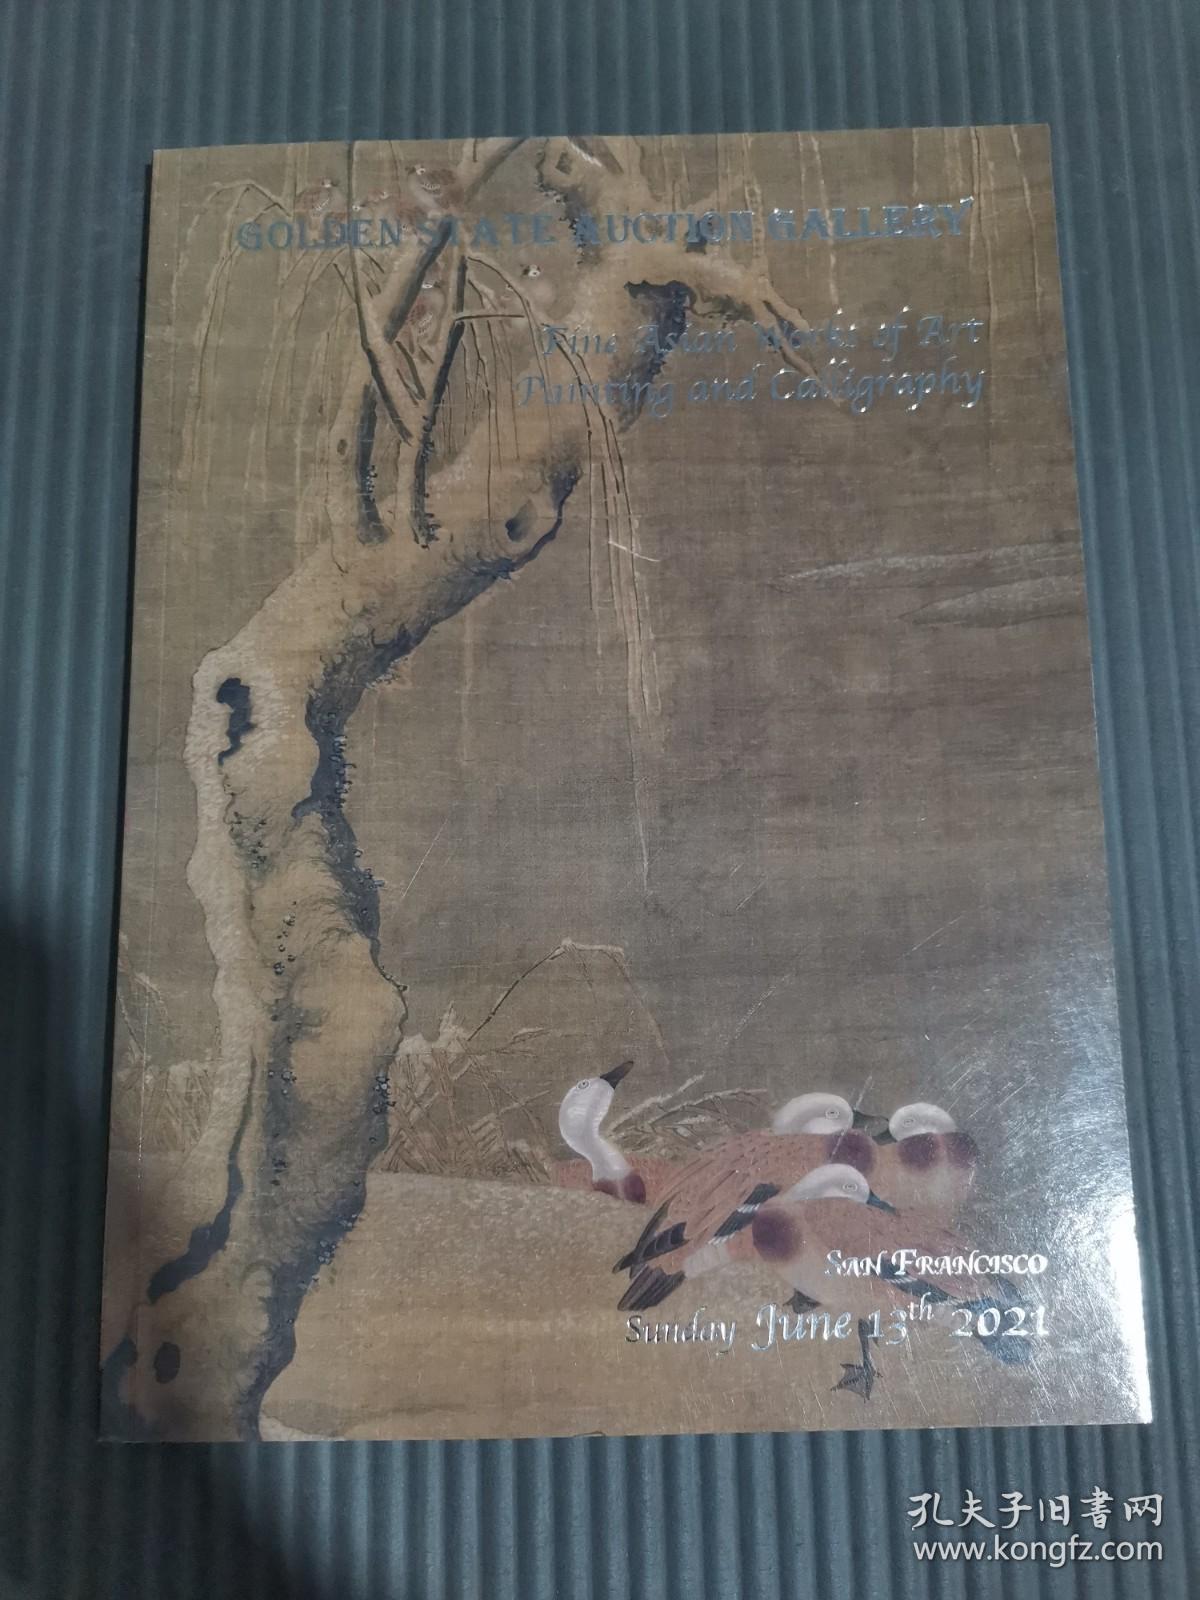 GOLDEN STATE AUCTION GALLERY
Fine Asian Works of Art
Painting and Calligraphy
SAN FRANCISCO
Sunday June 13th 2021
孔夫子旧书网
www.kongfz.com